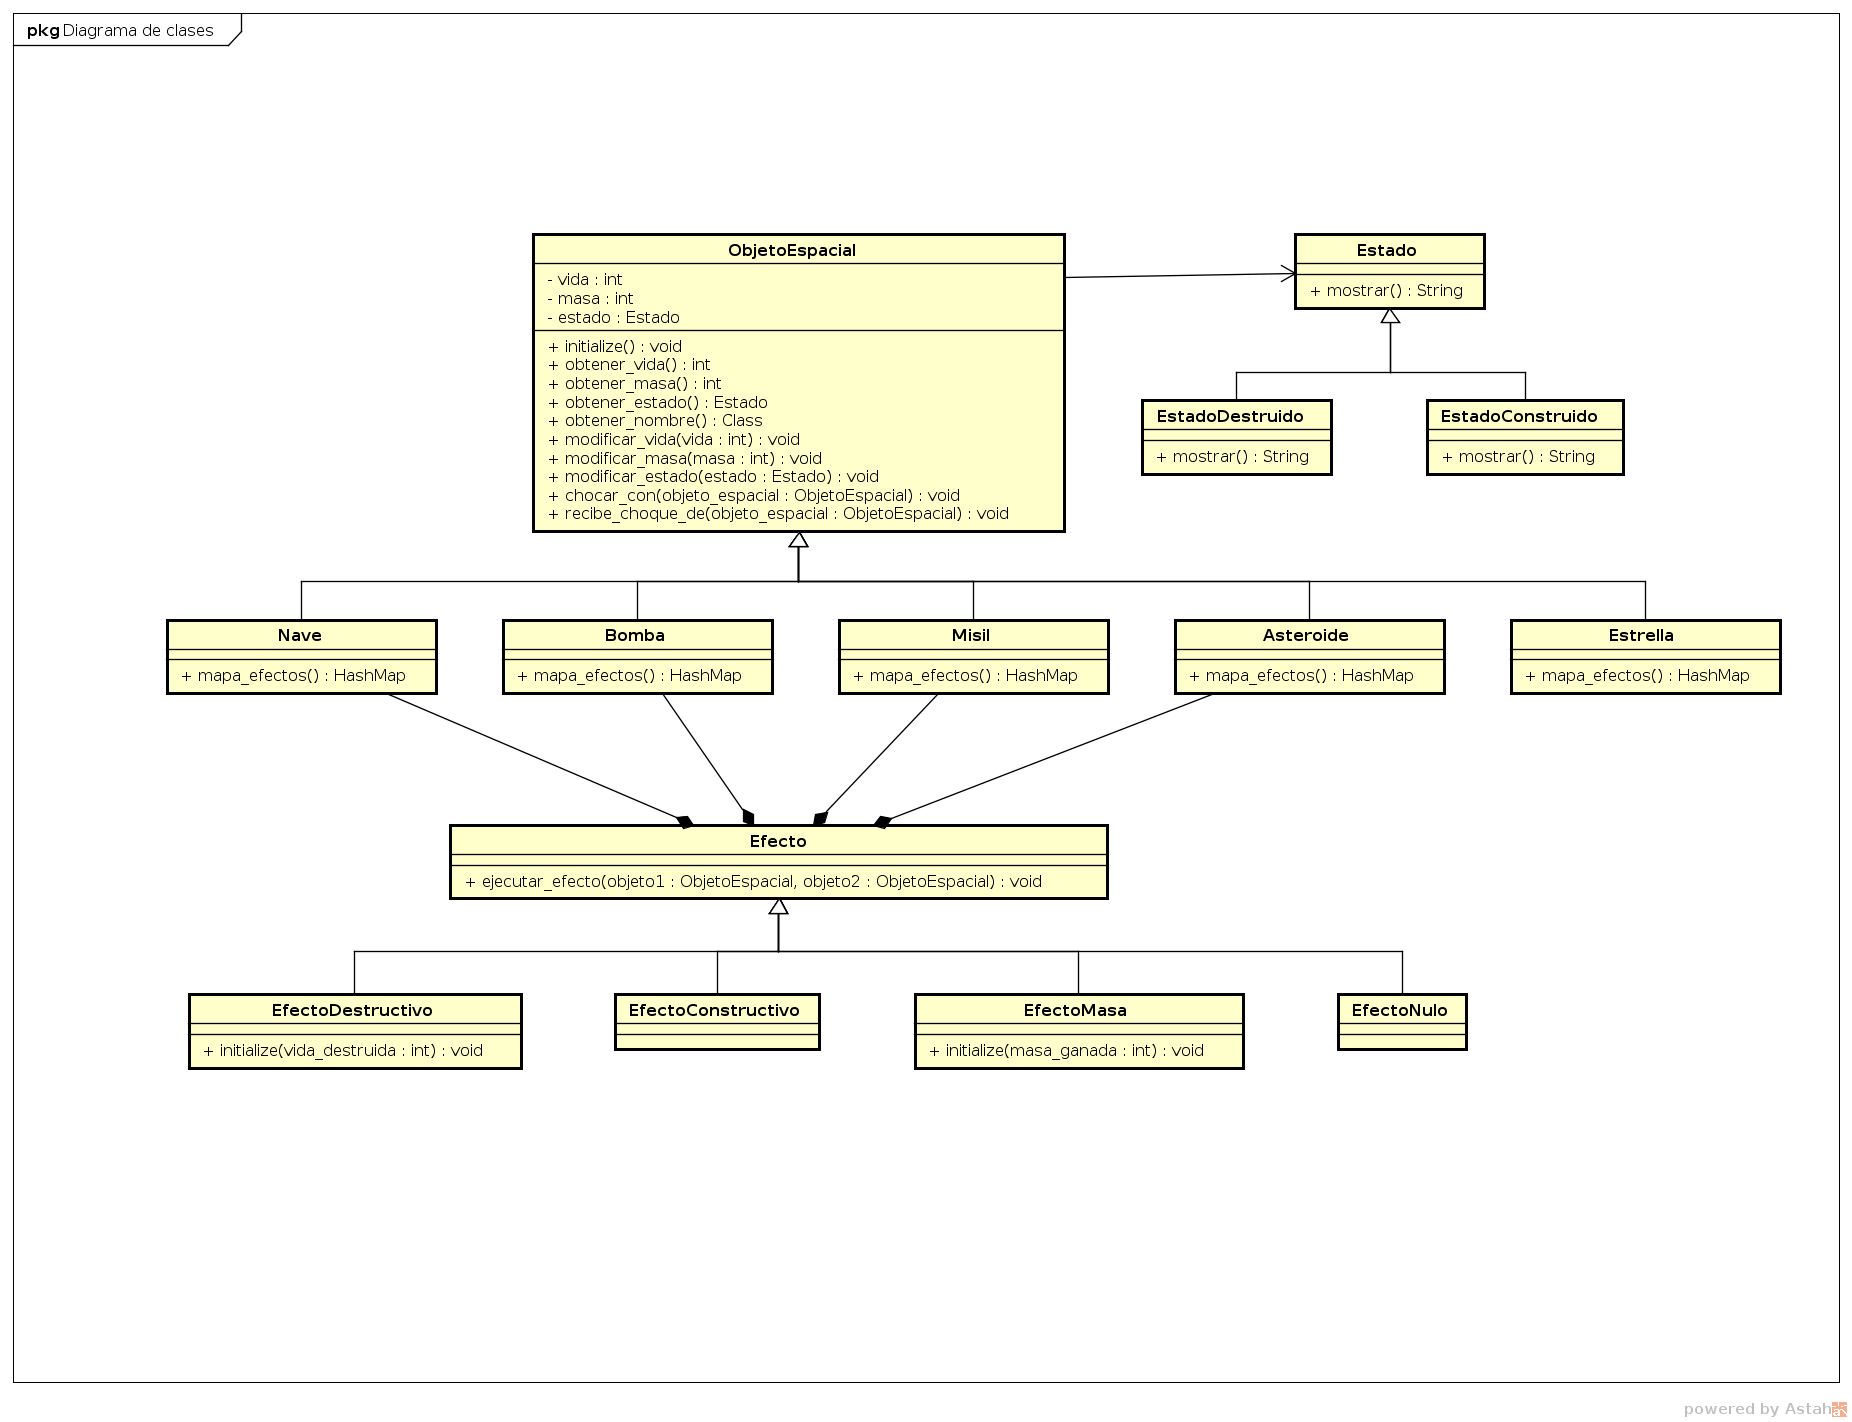 pkg Diagrama de clases
ObjetoEspacial
- vida : int
- masa : int
- estado : Estado
+ initialize() : void
+ obtener_vida() : int
+ obtener_masa() : int
+ obtener_estado() : Estado
+ obtener_nombre() : Class
+ modificar_vida(vida : int) : void
+ modificar_masa(masa : int) : void
+ modificar_estado(estado : Estado) : void
+ chocar_con(objeto_espacial : ObjetoEspacial) : void
+ recibe_choque_de(objeto_espacial : ObjetoEspacial) : void
Estado
+ mostrar() : String
EstadoDestruido
+ mostrar() : String
EstadoConstruido
+ mostrar() : String
Nave
+ mapa_efectos() : HashMap
Bomba
+ mapa_efectos() : HashMap
Misil
+ mapa_efectos() : HashMap
Asteroide
+ mapa_efectos() : HashMap
Estrella
+ mapa_efectos() : HashMap
Efecto
+ ejecutar_efecto(objeto1 : ObjetoEspacial, objeto2 : ObjetoEspacial) : void
EfectoDestructivo
+ initialize(vida_destruida : int) : void
EfectoConstructivo
EfectoMasa
+ initialize(masa_ganada : int) : void
EfectoNulo
powered by Astah